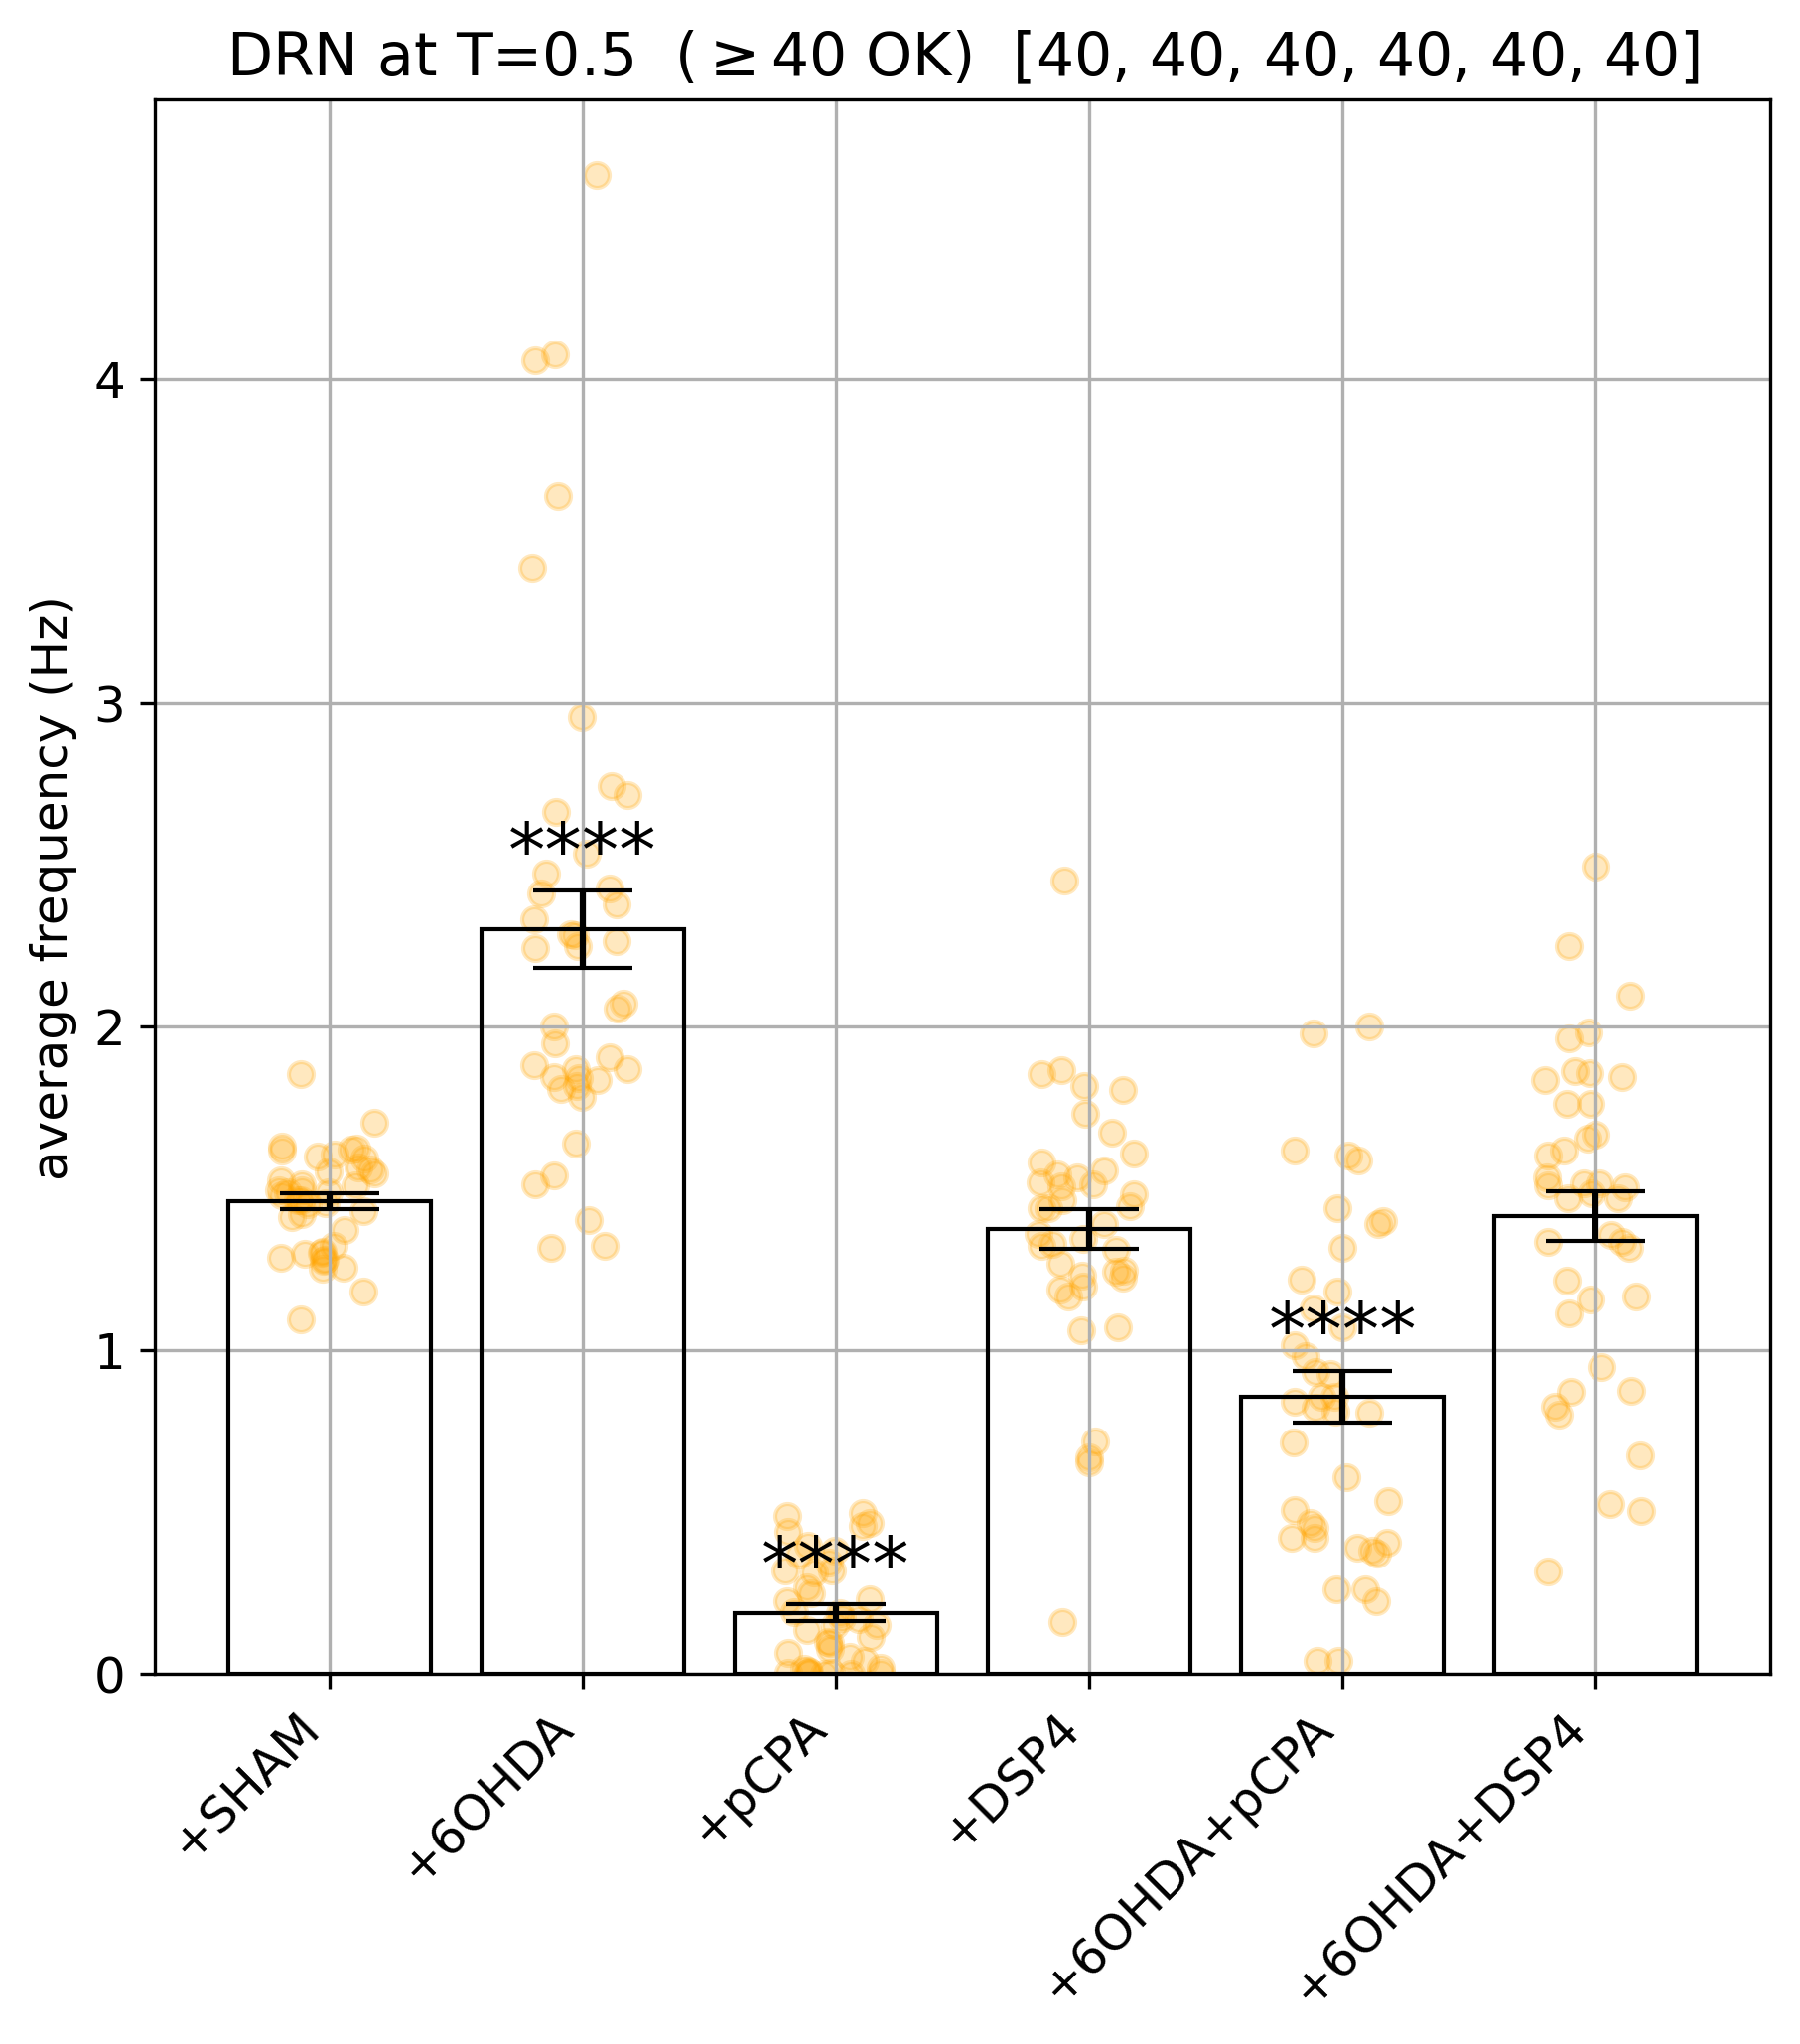 DRN at T=0.5 (≥40 OK) [40, 40, 40, 40, 40, 40]
average frequency (Hz)
4
3
2
1
0
****
****
****
+SHAM
+6OHDA
+pCPA
+DSP4
+6OHDA+pCPA
+6OHDA+DSP4